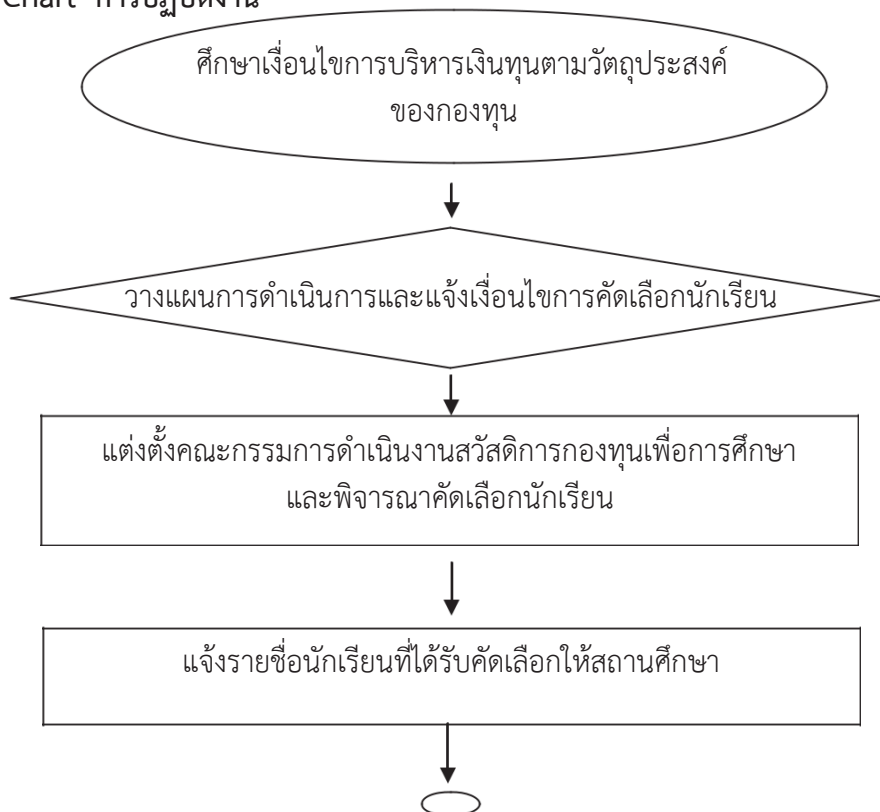 Chart การปฏิบัติงาน
ศึกษาเงื่อนไขการบริหารเงินทุนตามวัตถุประสงค์
ของกองทุน
วางแผนการดำเนินการและแจ้งเงื่อนไขการคัดเลือกนักเรียน
แต่งตั้งคณะกรรมการดำเนินงานสวัสดิการกองทุนเพื่อการศึกษา
และพิจารณาคัดเลือกนักเรียน
แจ้งรายชื่อนักเรียนที่ได้รับคัดเลือกให้สถานศึกษา